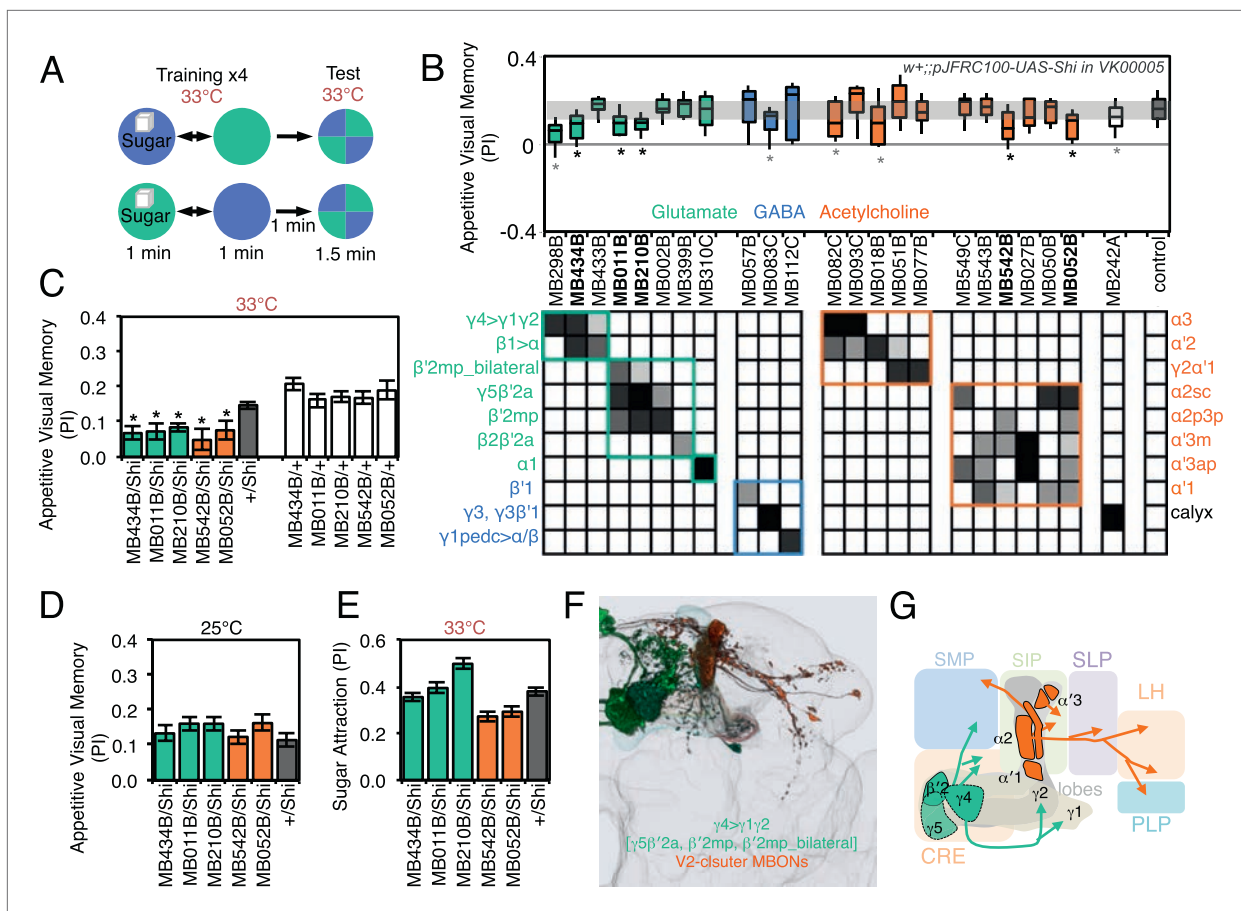 A
Training x4
33°C
Test
33°C
Sugar
Sugar
1 min
1 min
1 min
1.5 min
B
Appetitive Visual Memory
(PI)
0.4
0
-0.4
w+;;pJFRC100-UAS-Shi in VK00005
* * * * * * * * * * *
Glutamate GABA Acetylcholine
MB298B
MB434B
MB433B
MB011B
MB210B
MB002B
MB399B
MB310C
MB057B
MB083C
MB112C
MB082C
MB093C
MB018B
MB051B
MB077B
MB549C
MB543B
MB542B
MB027B
MB050B
MB052B
MB242A
control
γ4>γ1γ2
β1>α
β'2mp_bilateral
γ5β'2a
β'2mp
β2β'2a
α1
β'1
γ3, γ3β'1
γ1pedc>α/β
α3
α'2
γ2α'1
α2sc
α2p3p
α'3m
α'3ap
α'1
calyx
C
33°C
Appetitive Visual Memory
(PI)
0.4
0.3
0.2
0.1
0.0
* * * * *
MB434B/Shi
MB011B/Shi
MB210B/Shi
MB542B/Shi
MB052B/Shi
+/Shi
MB434B/+
MB011B/+
MB210B/+
MB542B/+
MB052B/+
D
25°C
Appetitive Visual Memory
(PI)
0.4
0.3
0.2
0.1
0.0
MB434B/Shi
MB011B/Shi
MB210B/Shi
MB542B/Shi
MB052B/Shi
+/Shi
E
33°C
Sugar Attraction (PI)
0.6
0.4
0.2
0.0
MB434B/Shi
MB011B/Shi
MB210B/Shi
MB542B/Shi
MB052B/Shi
+/Shi
F
γ4>γ1γ2
[γ5β'2a, β'2mp, β'2mp_bilateral]
V2-clsuter MBONs
G
SMP
SIP
SLP
LH
α'3
α2
α'1
β'2
γ4
γ5
γ2
lobes
γ1
PLP
CRE